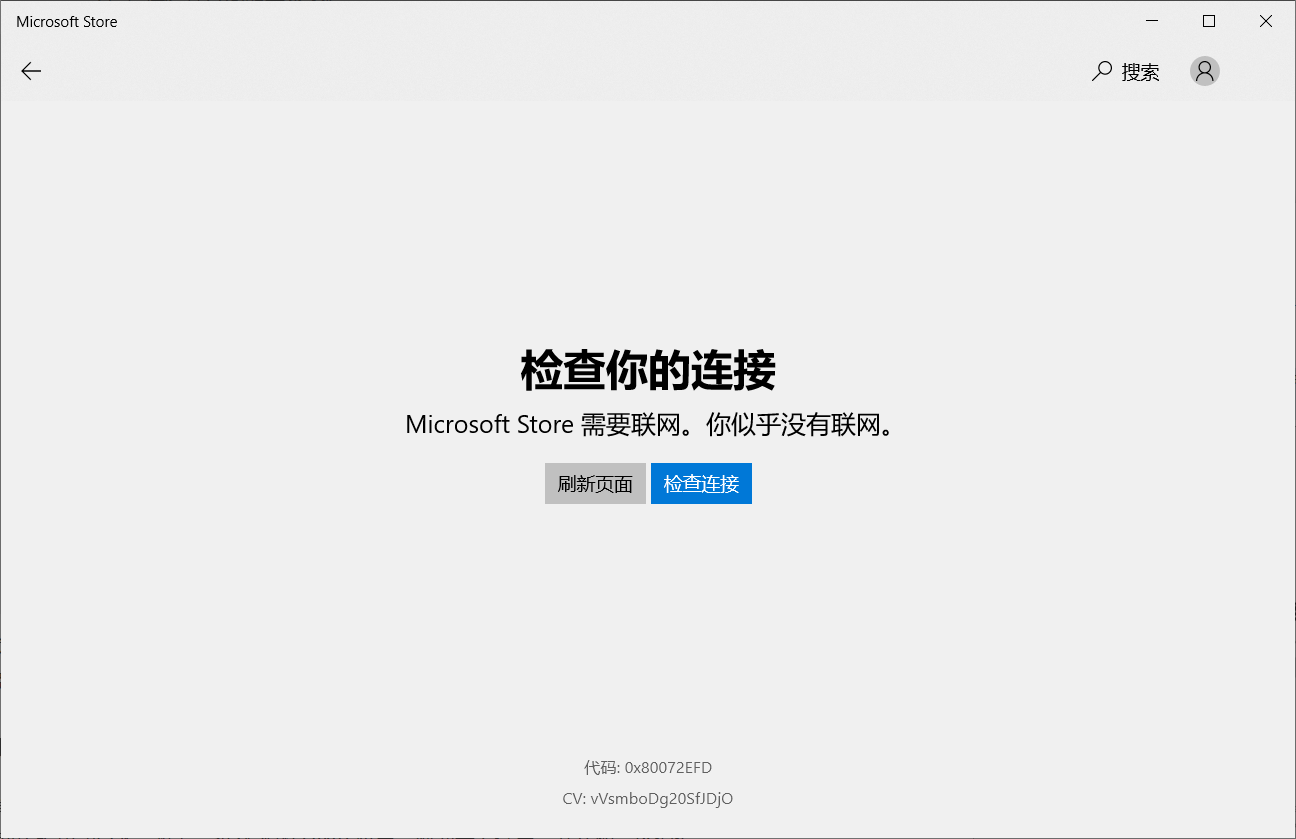 Microsoft Store
搜索
检查你的连接
Microsoft Store 需要联网。你似乎没有联网。
刷新页面 检查连接
代码: 0x80072EFD
CV: vVsmboDg20SfJDjO